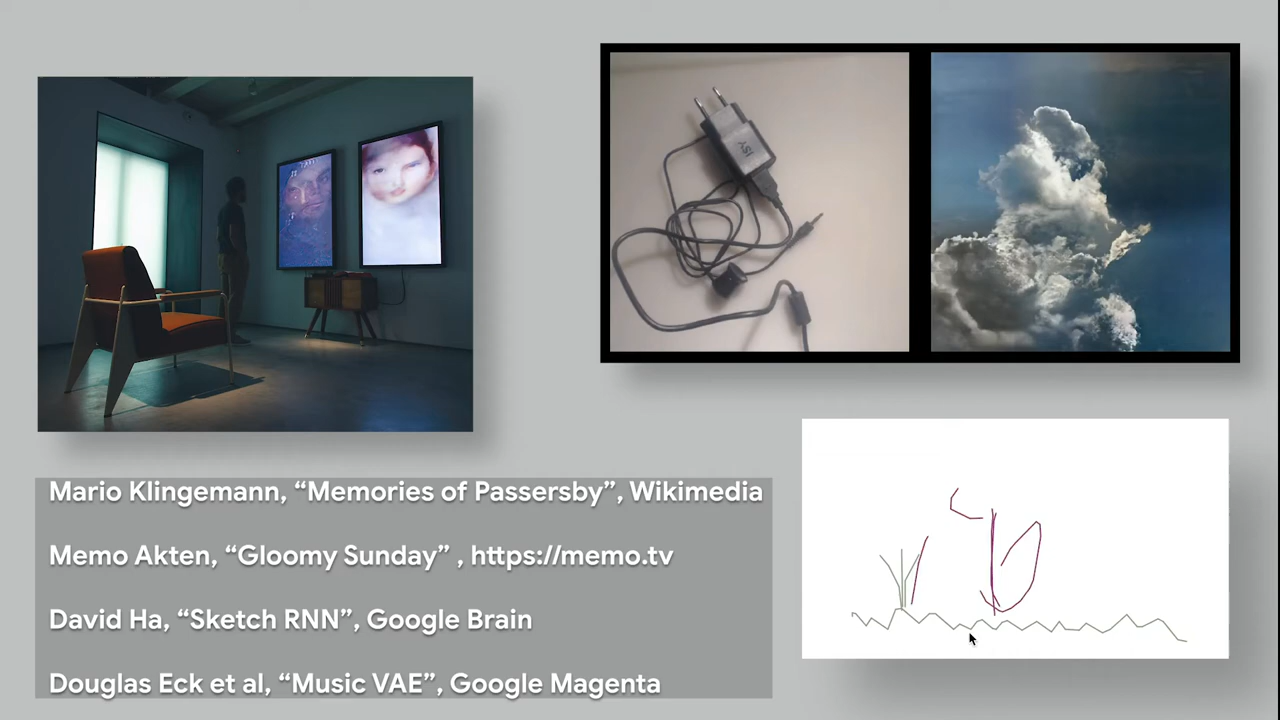 Mario Klingemann, “Memories of Passersby”, Wikimedia
Memo Akten, “Gloomy Sunday” , https://memo.tv
David Ha, “Sketch RNN”, Google Brain
Douglas Eck et al, “Music VAE”, Google Magenta